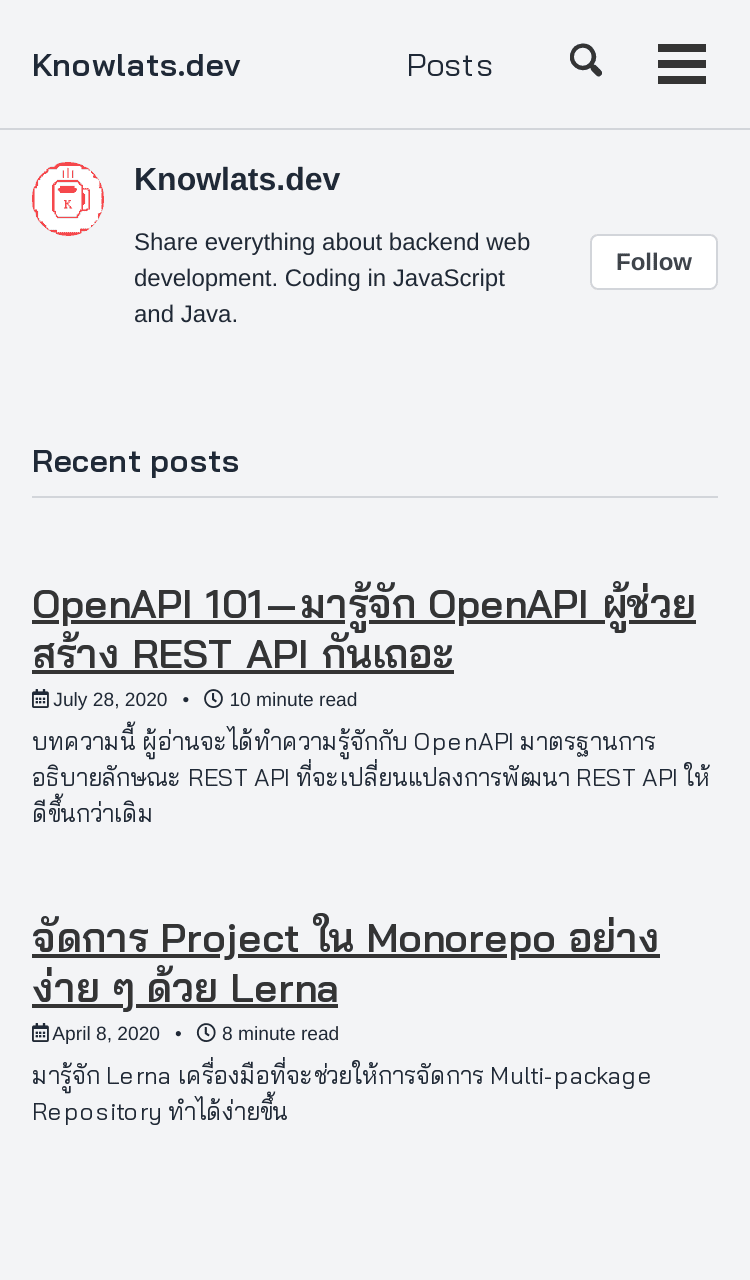 Knowlats.dev Posts
K
Knowlats.dev
Share everything about backend web
development. Coding in JavaScript
and Java.
Follow
Recent posts
OpenAPI 101 — มารู้จัก OpenAPI ผู้ช่วย
สร้าง REST API กันเถอะ
July 28, 2020 • 10 minute read
บทความนี้ ผู้อ่านจะได้ทำความรู้จักกับ OpenAPI มาตรฐานการ
อธิบายลักษณะ REST API ที่จะเปลี่ยนแปลงการพัฒนา REST API ให้
ดีขึ้นกว่าเดิม
จัดการ Project ใน Monorepo อย่าง
ง่าย ๆ ด้วย Lerna
April 8, 2020 • 8 minute read
มารู้จัก Lerna เครื่องมือที่จะช่วยให้การจัดการ Multi-package
Repository ทำได้ง่ายขึ้น